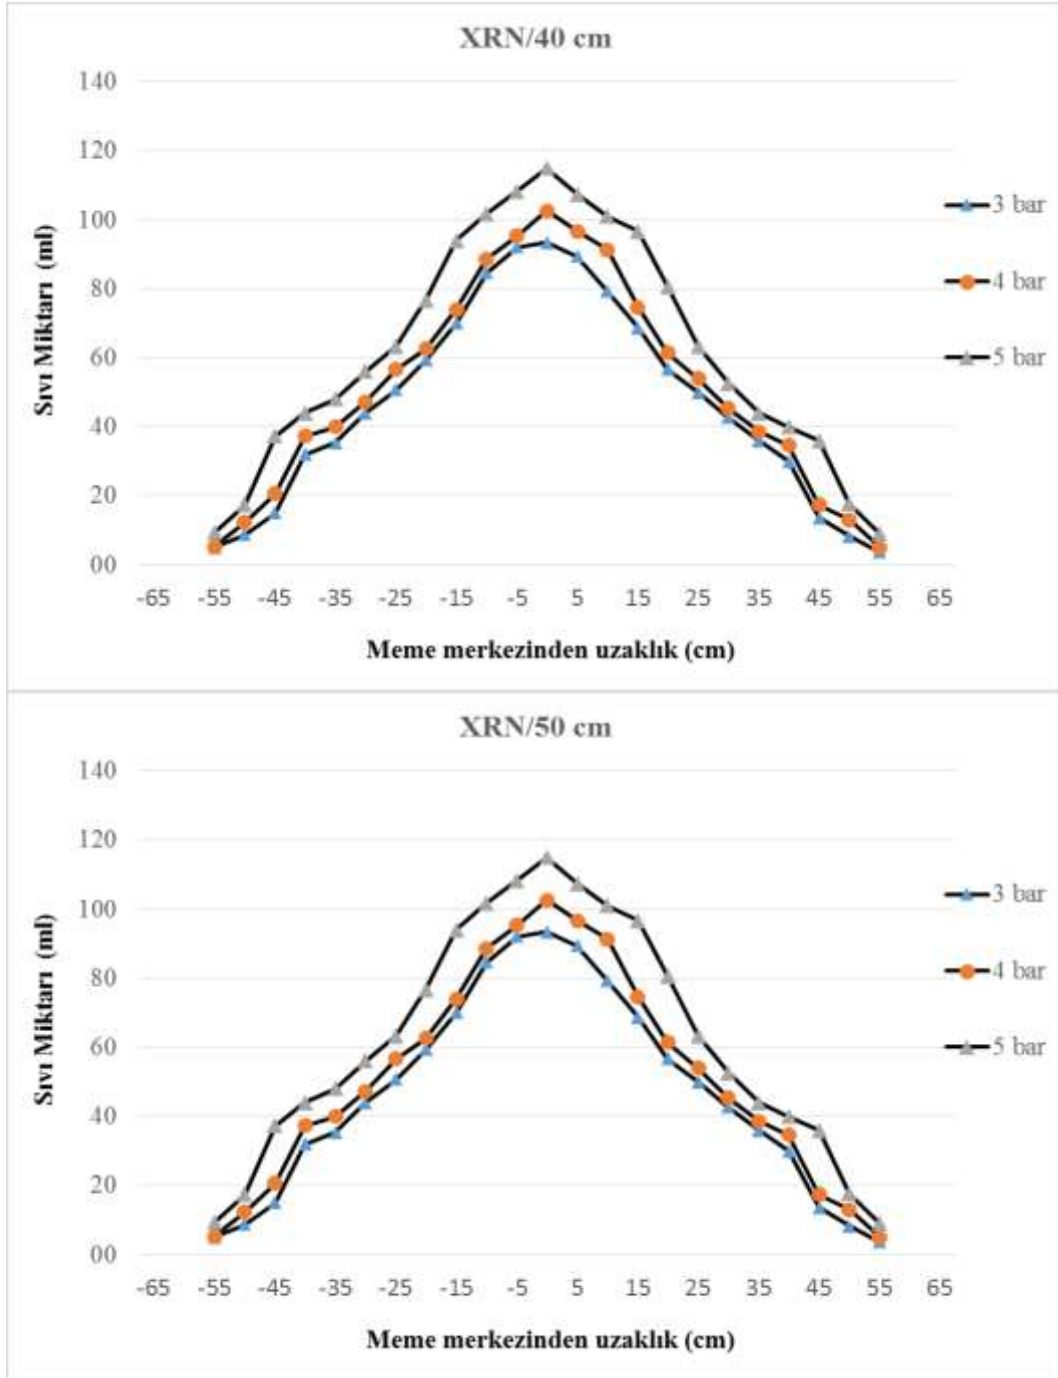 XRN/40 cm
140
120
100
80
60
40
20
00
Sıvı Miktarı (ml)
3 bar
4 bar
5 bar
-65 -55 -45 -35 -25 -15 -5 5 15 25 35 45 55 65
Meme merkezinden uzaklık (cm)
XRN/50 cm
140
120
100
80
60
40
20
00
Sıvı Miktarı (ml)
3 bar
4 bar
5 bar
-65 -55 -45 -35 -25 -15 -5 5 15 25 35 45 55 65
Meme merkezinden uzaklık (cm)